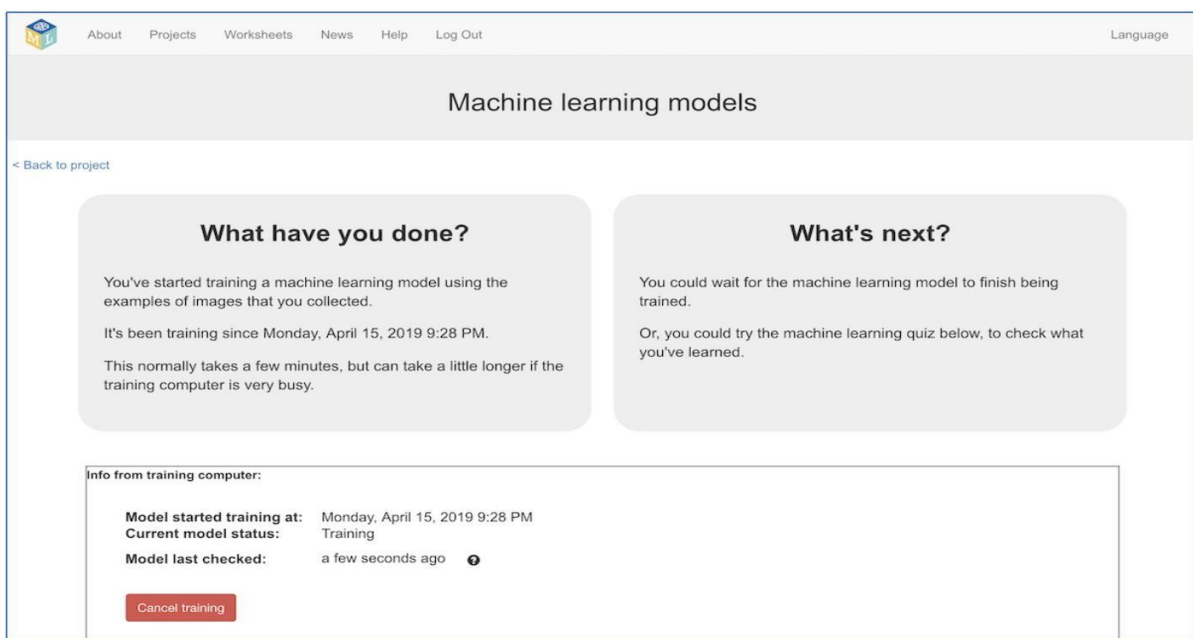 ML About Projects Worksheets News Help Log Out Language
Machine learning models
< Back to project
What have you done?
You've started training a machine learning model using the
examples of images that you collected.
It's been training since Monday, April 15, 2019 9:28 PM.
This normally takes a few minutes, but can take a little longer if the
training computer is very busy.
What's next?
You could wait for the machine learning model to finish being
trained.
Or, you could try the machine learning quiz below, to check what
you've learned.
Info from training computer:
Model started training at: Monday, April 15, 2019 9:28 PM
Current model status: Training
Model last checked: a few seconds ago ?
Cancel training